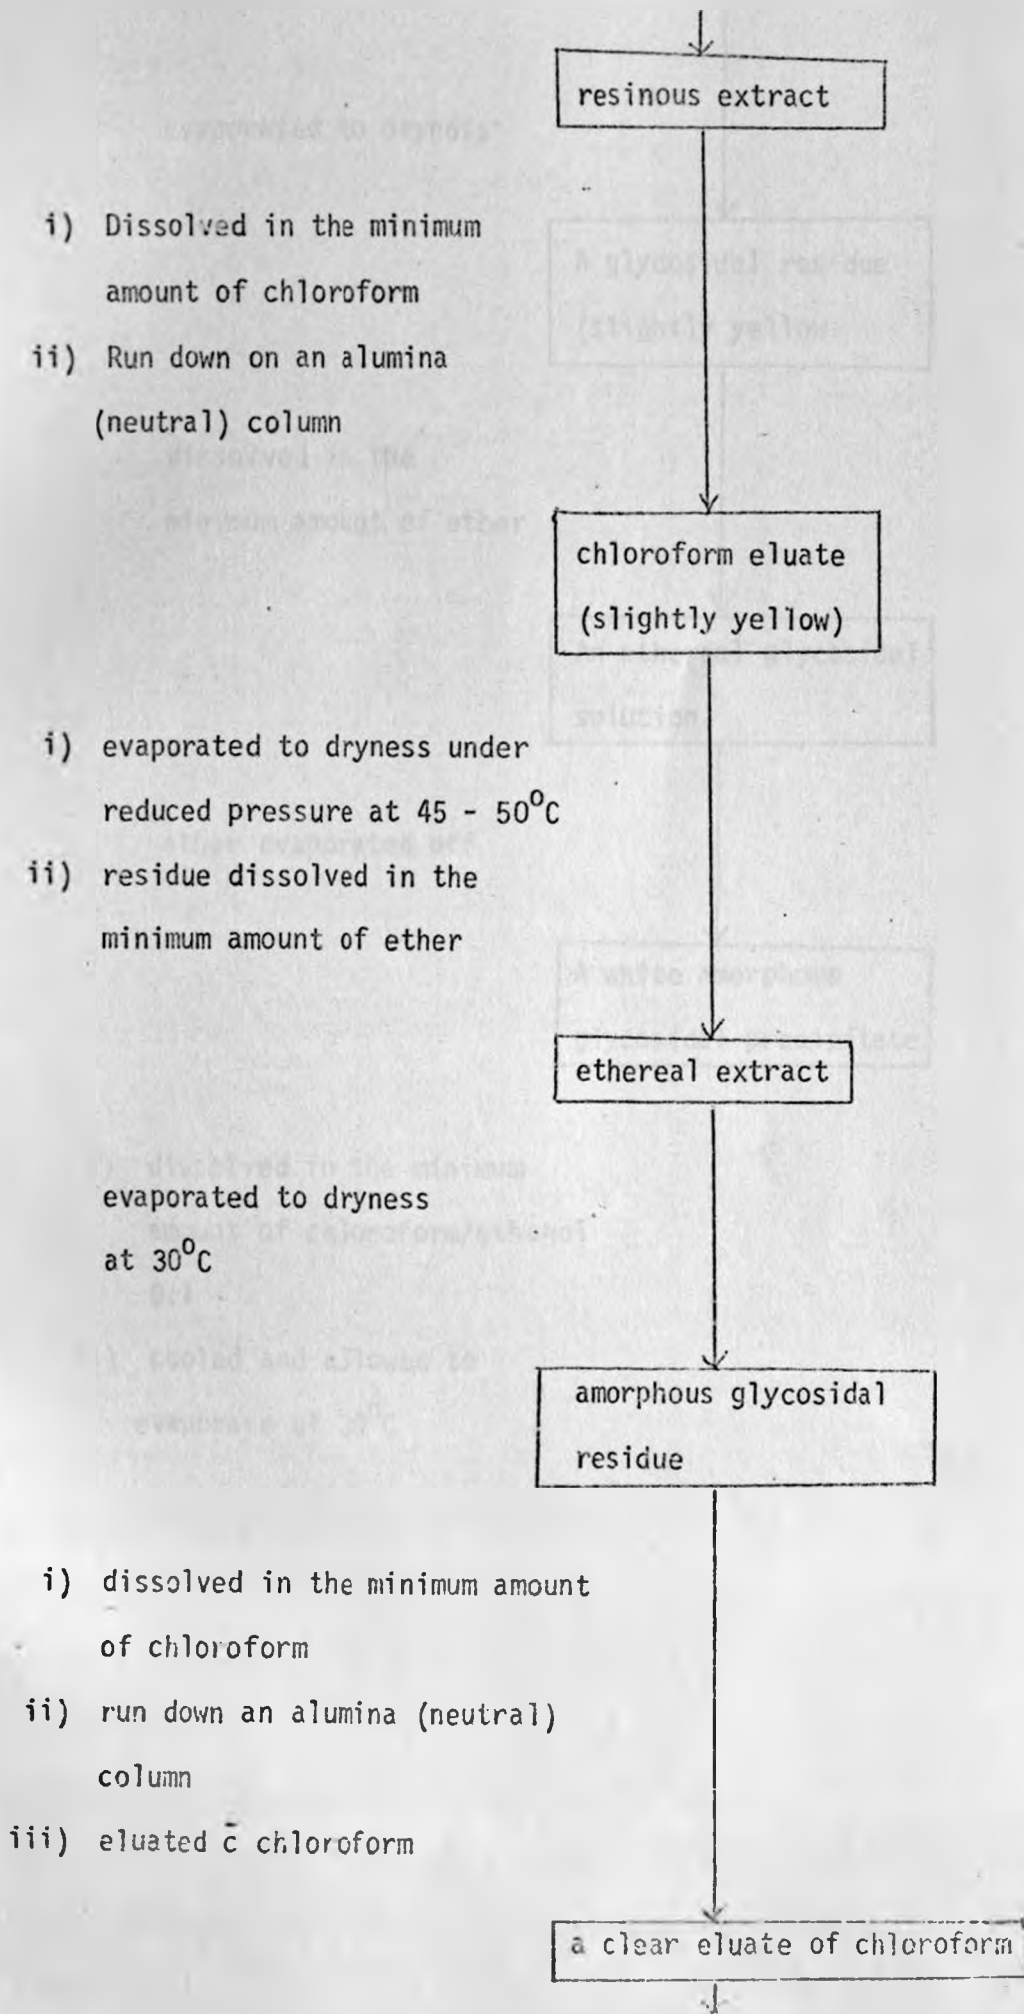 resinous extract
i) Dissolved in the minimum
amount of chloroform
ii) Run down on an alumina
(neutral) column
chloroform eluate
(slightly yellow)
i) evaporated to dryness under
reduced pressure at 45 - 50°C
ii) residue dissolved in the
minimum amount of ether
ethereal extract
evaporated to dryness
at 30°C
amorphous glycosidal
residue
i) dissolved in the minimum amount
of chloroform
ii) run down an alumina (neutral)
column
iii) eluated c̄ chloroform
a clear eluate of chloroform